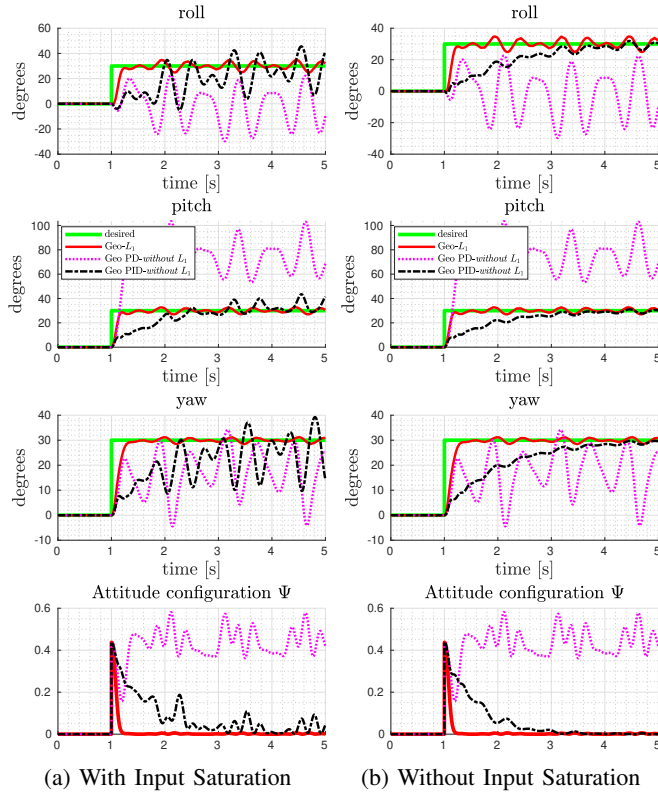 roll
roll
60
40
20
0
-20
-40
degrees
0 1 2 3 4 5
time [s]
40
20
0
-20
-40
degrees
0 1 2 3 4 5
time [s]
pitch
pitch
100
80
60
40
20
0
degrees
desired
Geo-L₁
Geo PD-without L₁
Geo PID-without L₁
0 1 2 3 4 5
time [s]
100
80
60
40
20
0
degrees
desired
Geo-L₁
Geo PD-without L₁
Geo PID-without L₁
0 1 2 3 4 5
time [s]
yaw
yaw
40
30
20
10
0
-10
degrees
0 1 2 3 4 5
time [s]
40
30
20
10
0
-10
degrees
0 1 2 3 4 5
time [s]
Attitude configuration Ψ
Attitude configuration Ψ
0.6
0.4
0.2
0
0 1 2 3 4 5
0.6
0.4
0.2
0
0 1 2 3 4 5
(a) With Input Saturation
(b) Without Input Saturation